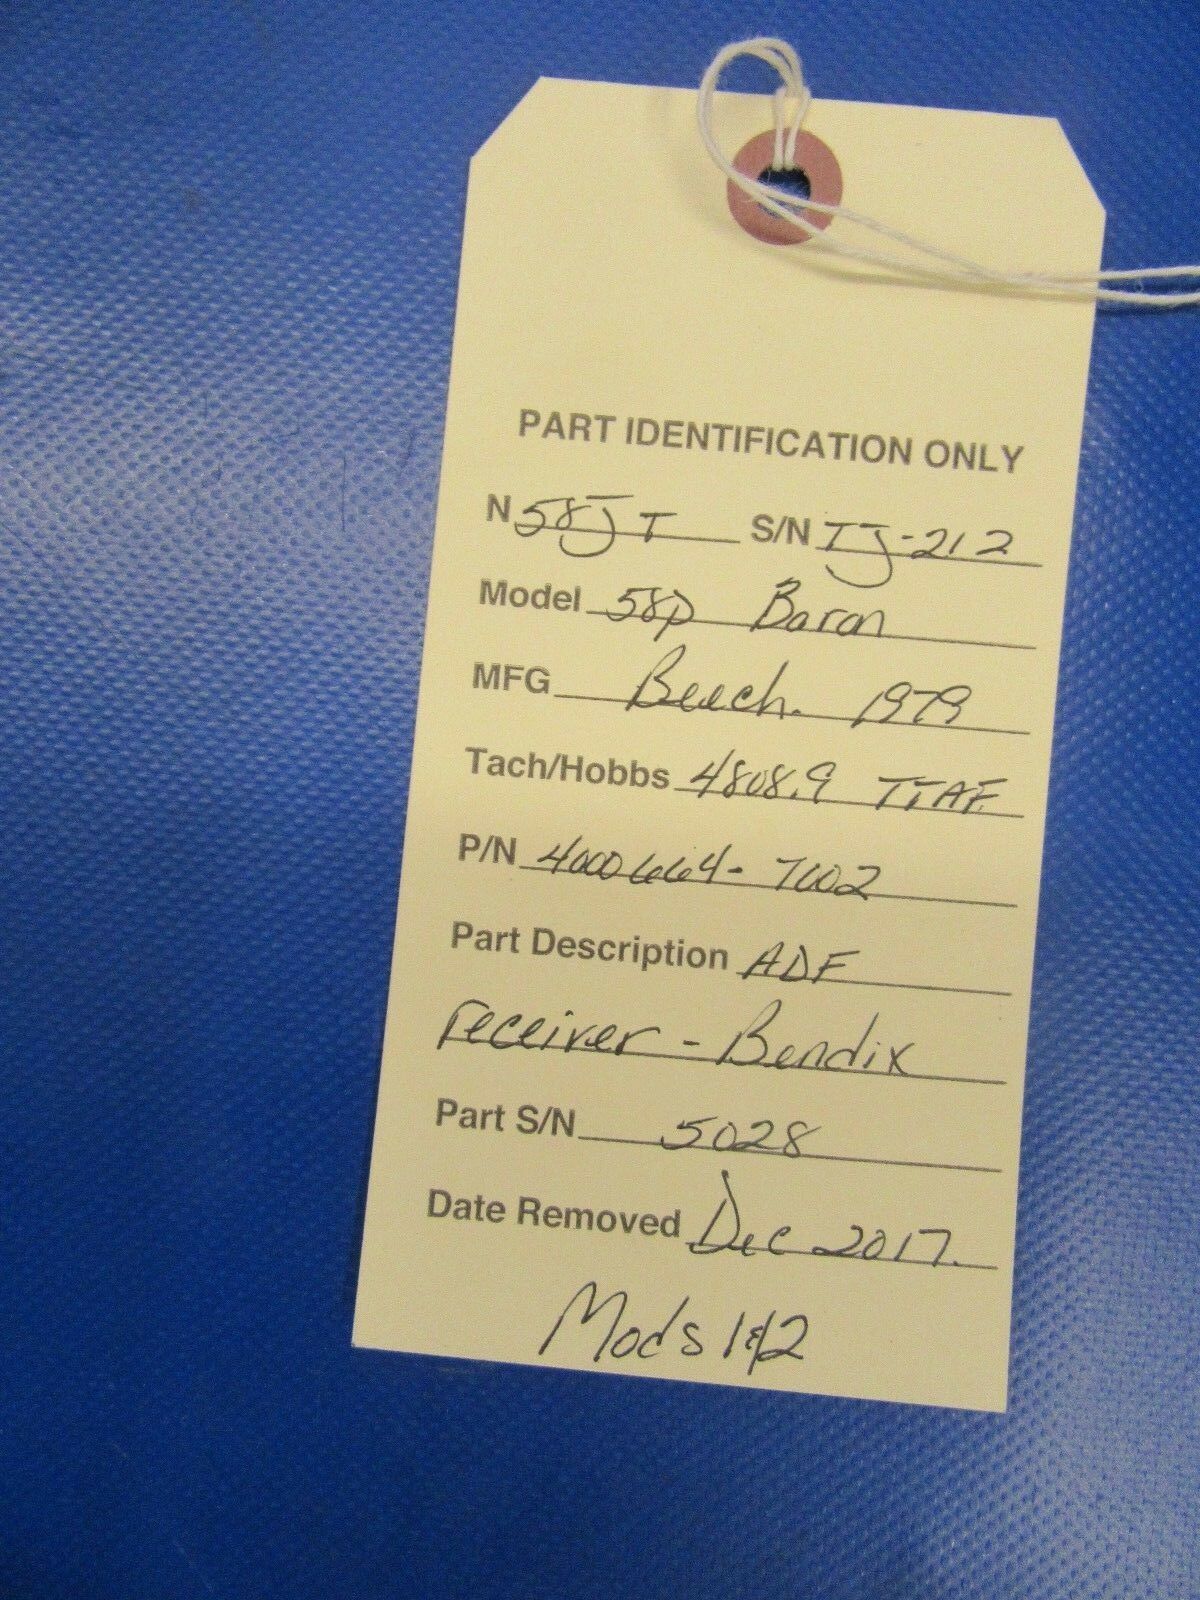 PART IDENTIFICATION ONLY
N 58JT S/N TJ-212
Model 58P Baron
MFG Beech. 1979
Tach/Hobbs 4808.9 TTAF.
P/N 4000664-7002
Part Description ADF
receiver - Bendix
Part S/N 5028
Date Removed Dec 2017.
Mods 1&2